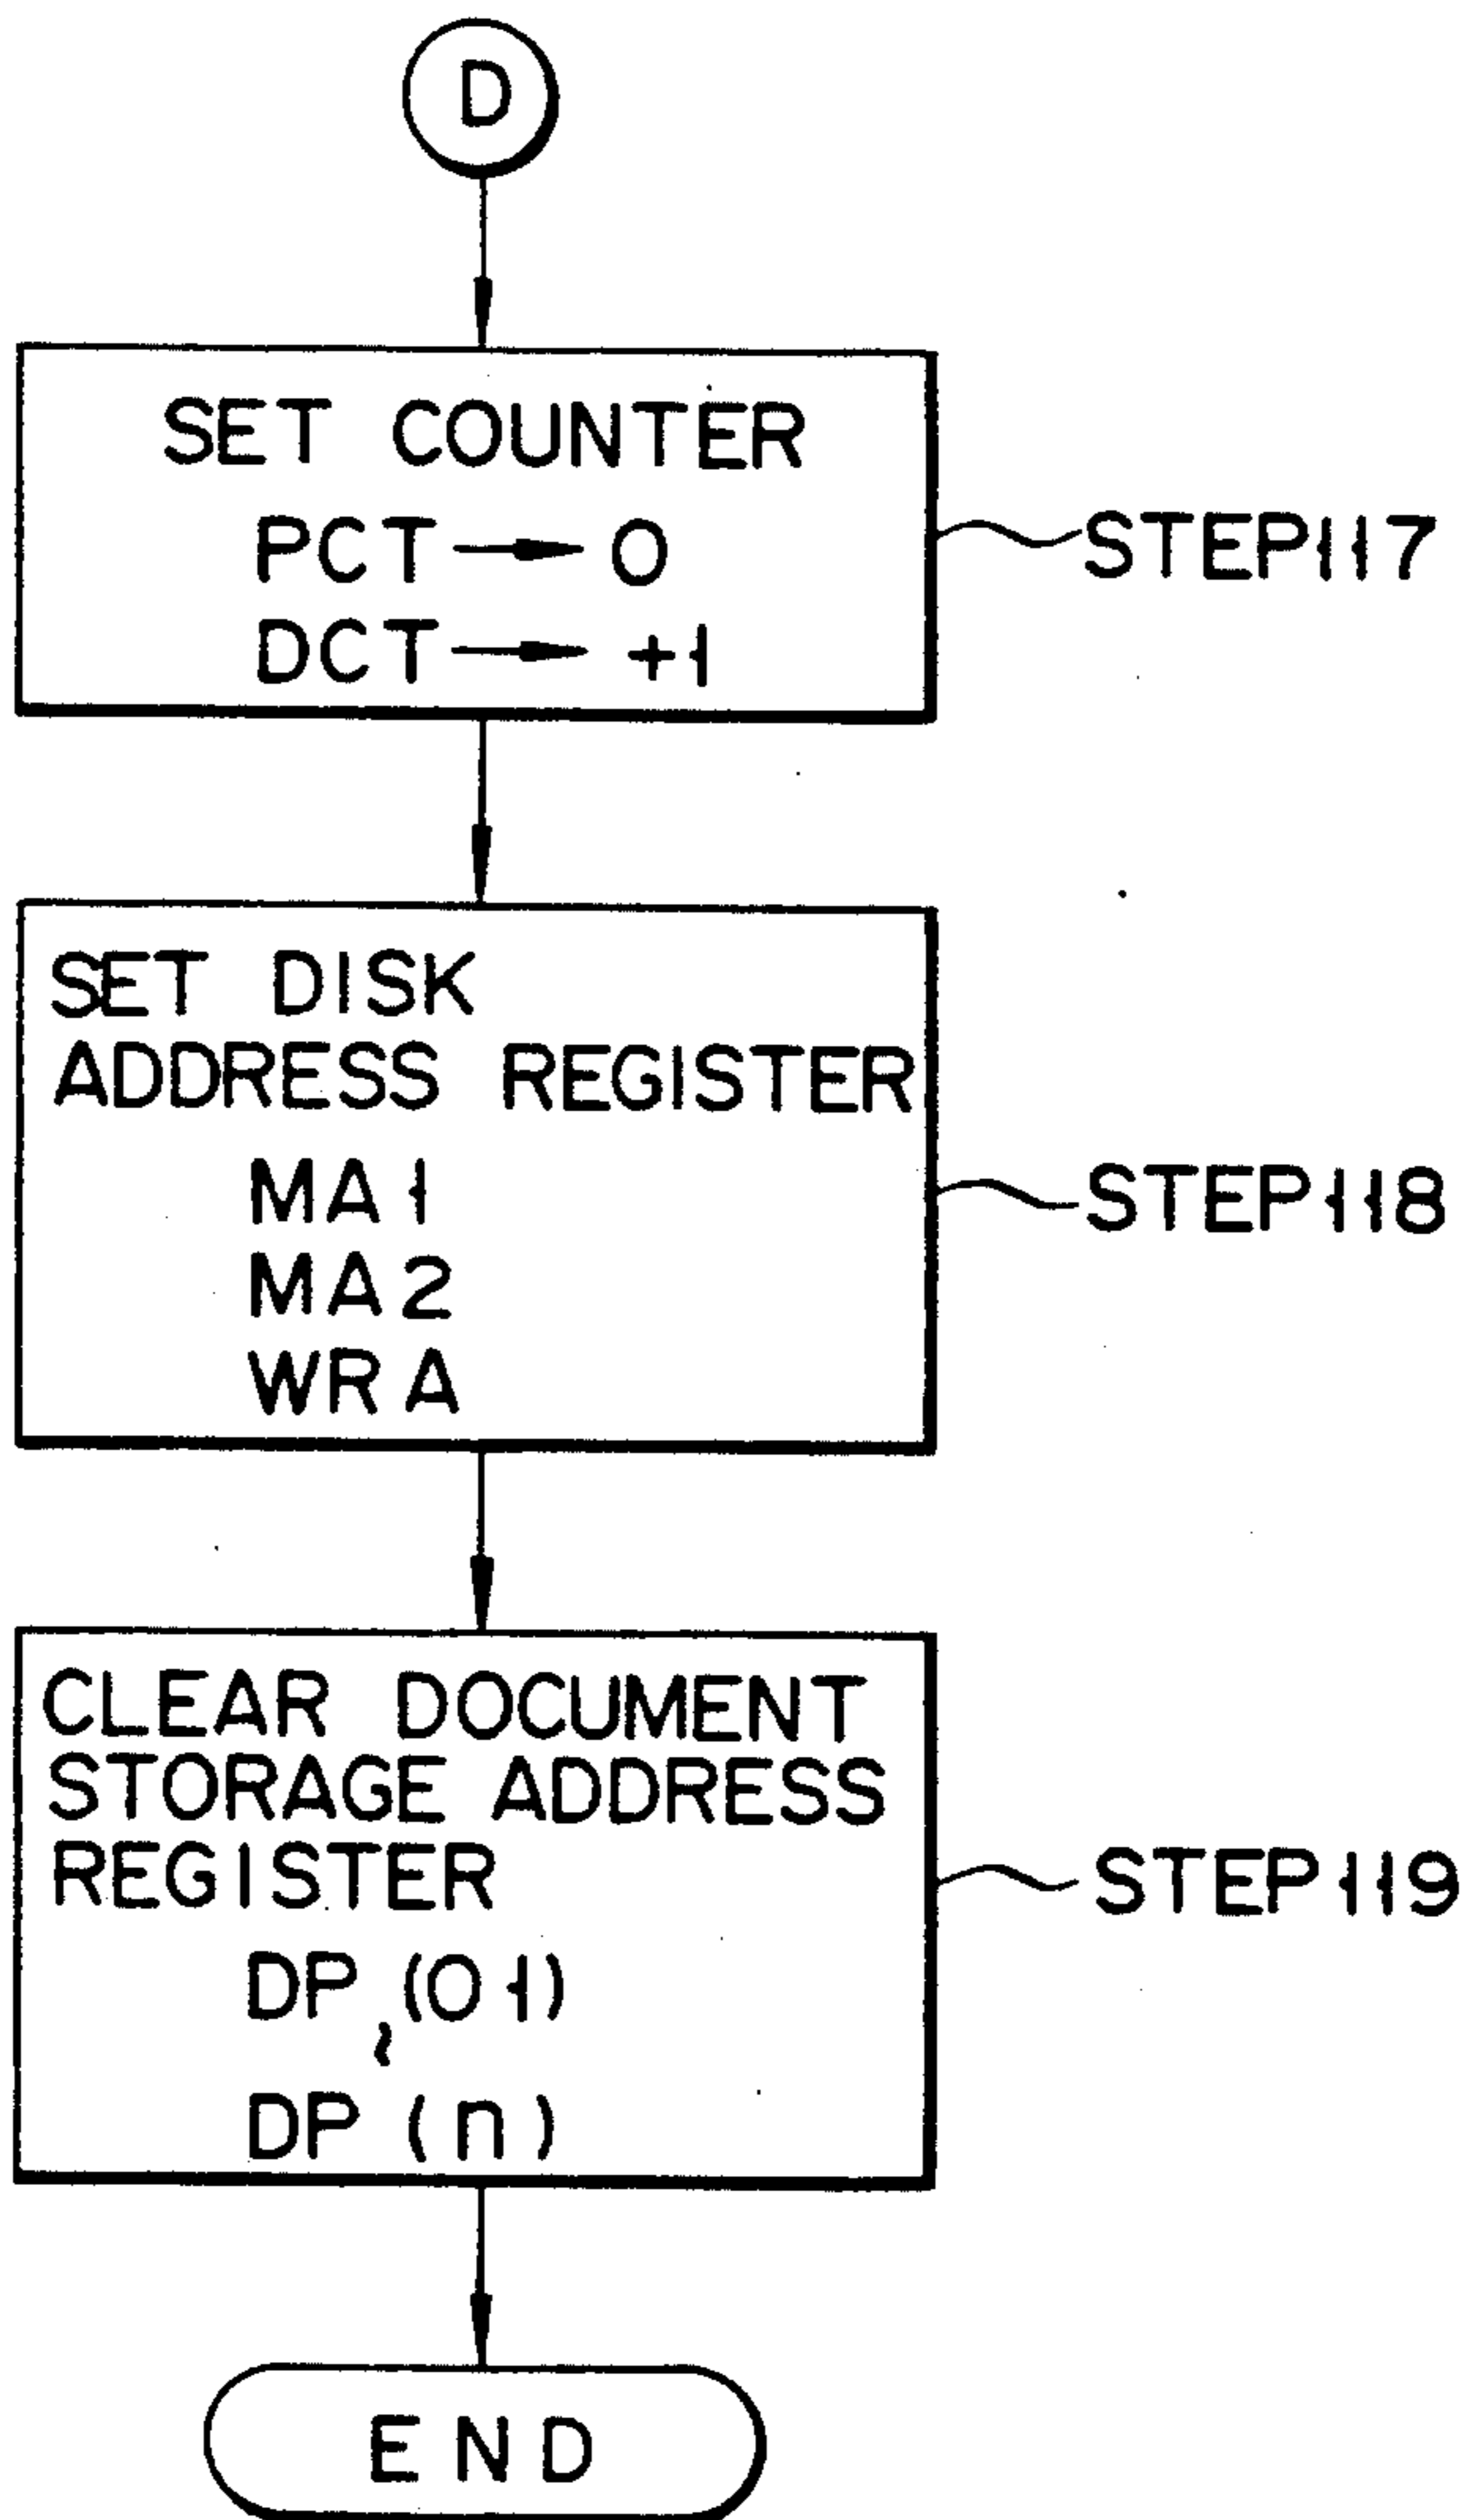 D
SET COUNTER
PCT → 0
DCT → +1
STEP117
SET DISK
ADDRESS REGISTER
MA1
MA2
WRA
STEP118
CLEAR DOCUMENT
STORAGE ADDRESS
REGISTER
DP (01)
≀
DP (n)
STEP119
END